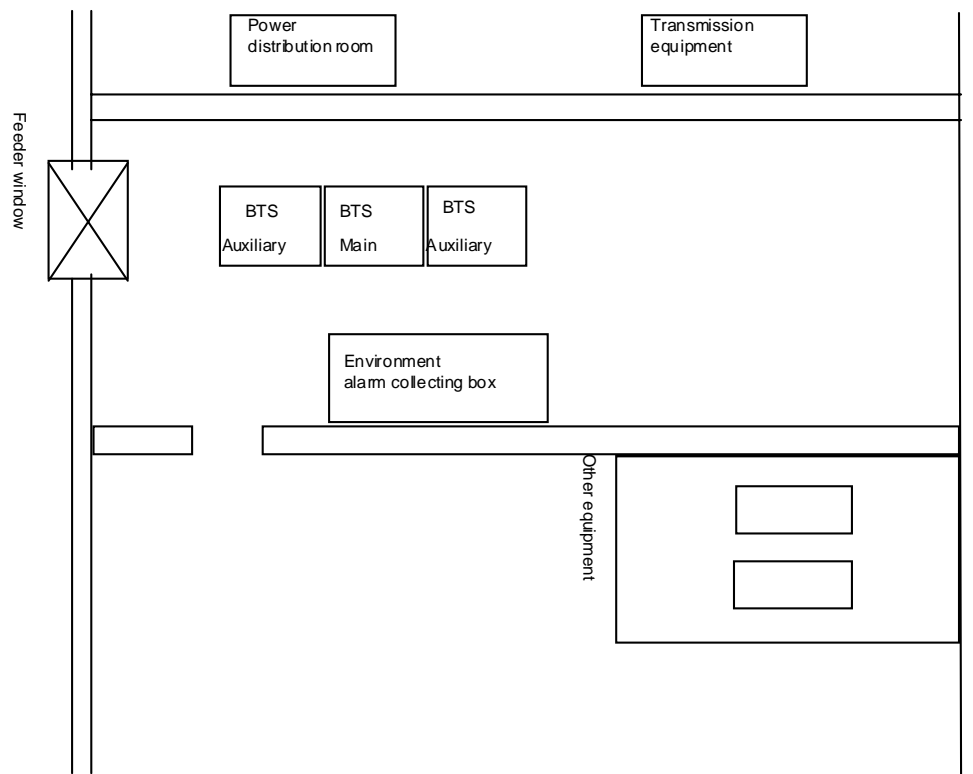 Power
distribution room
Transmission
equipment
Feeder window
BTS
Auxiliary
BTS
Main
BTS
Auxiliary
Environment
alarm collecting box
Other equipment